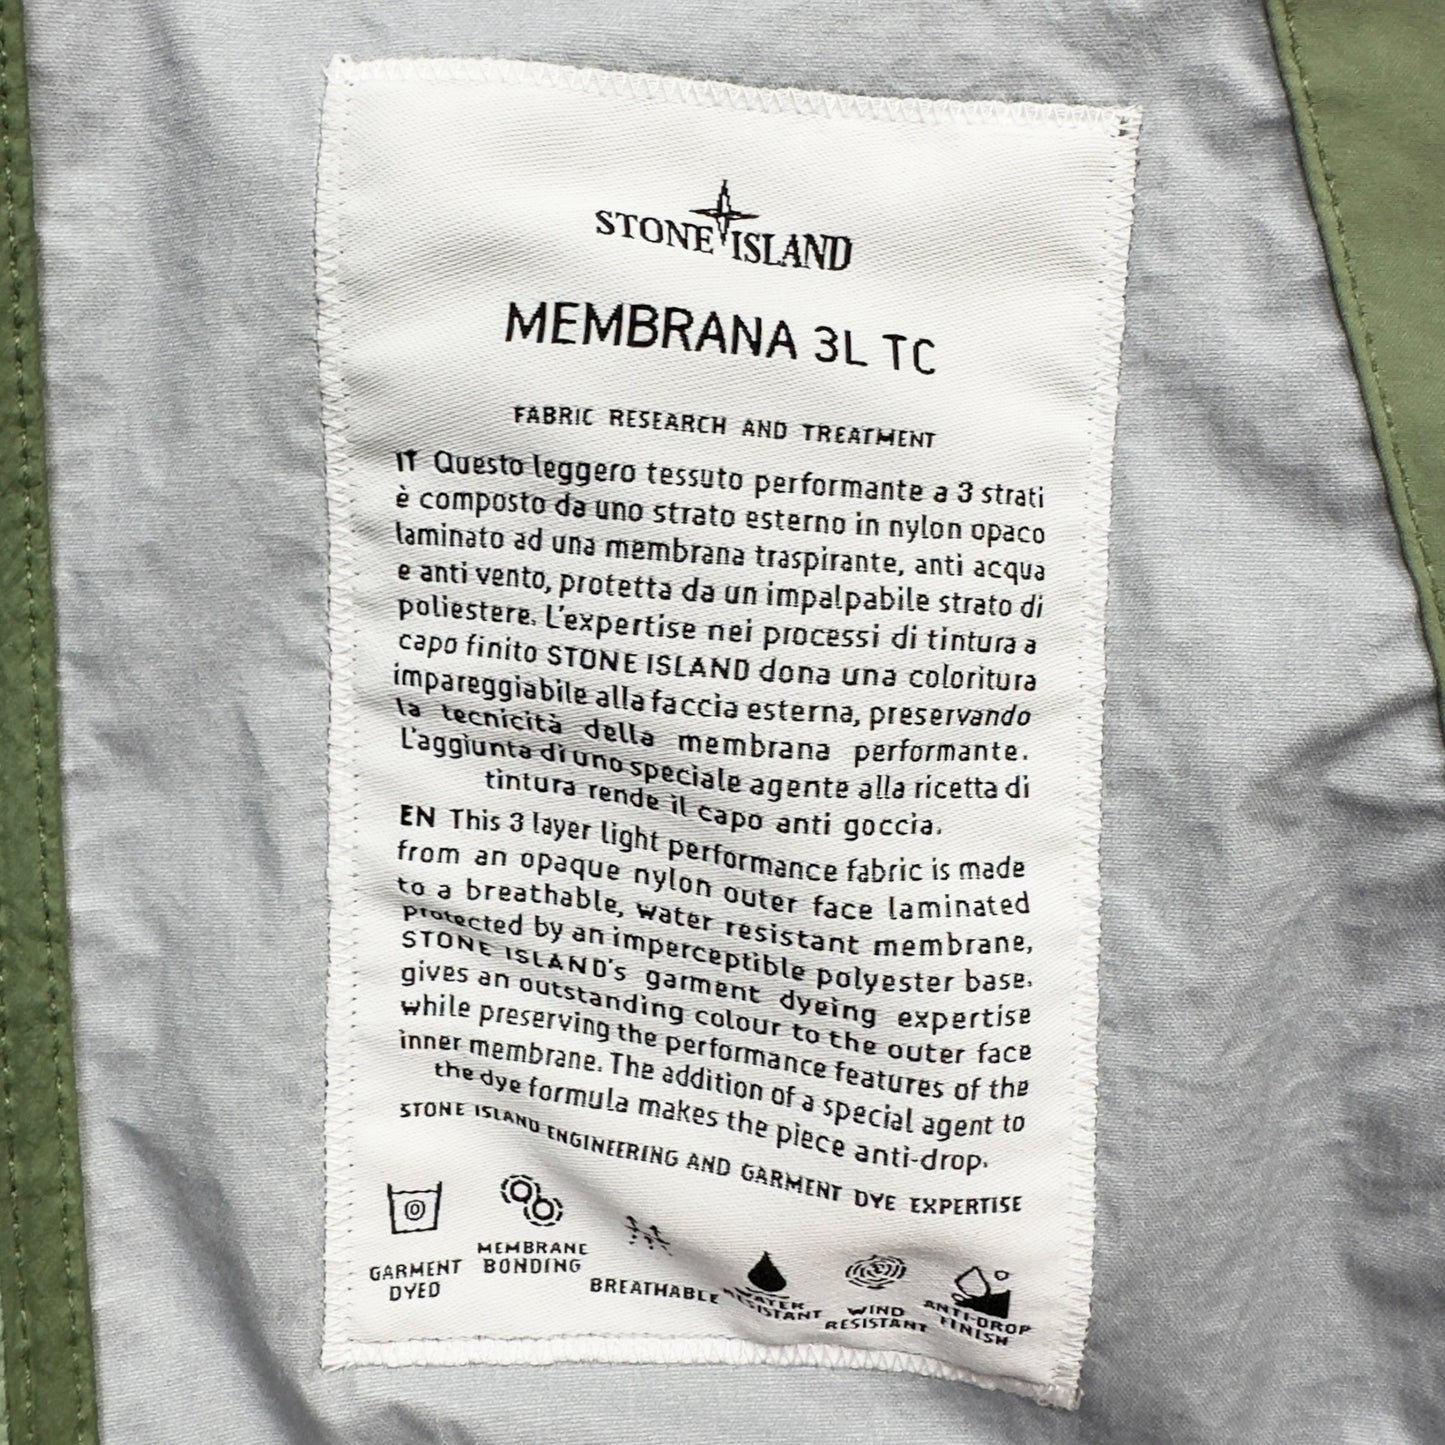 STONE ISLAND
MEMBRANA 3L TC
FABRIC RESEARCH AND TREATMENT
IT Questo leggero tessuto performante a 3 strati
è composto da uno strato esterno in nylon opaco
laminato ad una membrana traspirante, anti acqua
e anti vento, protetta da un impalpabile strato di
poliestere. L'expertise nei processi di tintura a
capo finito STONE ISLAND dona una coloritura
impareggiabile alla faccia esterna, preservando
la tecnicità della membrana performante.
L'aggiunta di uno speciale agente alla ricetta di
tintura rende il capo anti goccia.
EN This 3 layer light performance fabric is made
from an opaque nylon outer face laminated
to a breathable, water resistant membrane,
protected by an imperceptible polyester base.
STONE ISLAND's garment dyeing expertise
gives an outstanding colour to the outer face
while preserving the performance features of the
inner membrane. The addition of a special agent to
the dye formula makes the piece anti-drop.
STONE ISLAND ENGINEERING AND GARMENT DYE EXPERTISE
GARMENT
DYED
MEMBRANE
BONDING
BREATHABLE
WATER
RESISTANT
WIND
RESISTANT
ANTI-DROP
FINISH